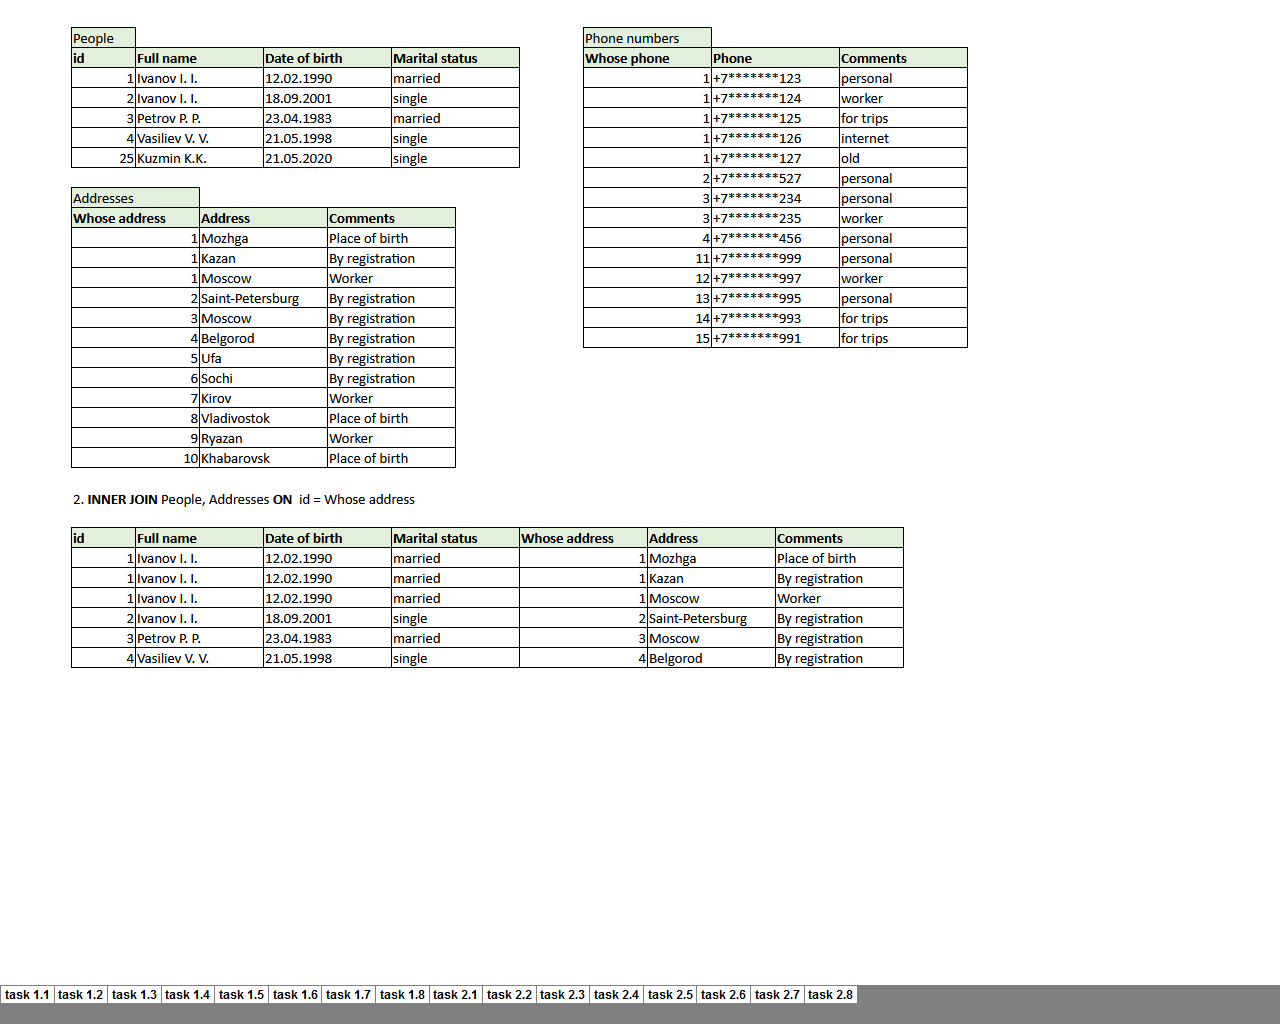 People
id Full name Date of birth Marital status
1 Ivanov I. I. 12.02.1990 married
2 Ivanov I. I. 18.09.2001 single
3 Petrov P. P. 23.04.1983 married
4 Vasiliev V. V. 21.05.1998 single
25 Kuzmin K.K. 21.05.2020 single
Addresses
Whose address Address Comments
1 Mozhga Place of birth
1 Kazan By registration
1 Moscow Worker
2 Saint-Petersburg By registration
3 Moscow By registration
4 Belgorod By registration
5 Ufa By registration
6 Sochi By registration
7 Kirov Worker
8 Vladivostok Place of birth
9 Ryazan Worker
10 Khabarovsk Place of birth
Phone numbers
Whose phone Phone Comments
1 +7*******123 personal
1 +7*******124 worker
1 +7*******125 for trips
1 +7*******126 internet
1 +7*******127 old
2 +7*******527 personal
3 +7*******234 personal
3 +7*******235 worker
4 +7*******456 personal
11 +7*******999 personal
12 +7*******997 worker
13 +7*******995 personal
14 +7*******993 for trips
15 +7*******991 for trips
2. INNER JOIN People, Addresses ON id = Whose address
id Full name Date of birth Marital status Whose address Address Comments
1 Ivanov I. I. 12.02.1990 married 1 Mozhga Place of birth
1 Ivanov I. I. 12.02.1990 married 1 Kazan By registration
1 Ivanov I. I. 12.02.1990 married 1 Moscow Worker
2 Ivanov I. I. 18.09.2001 single 2 Saint-Petersburg By registration
3 Petrov P. P. 23.04.1983 married 3 Moscow By registration
4 Vasiliev V. V. 21.05.1998 single 4 Belgorod By registration
task 1.1 task 1.2 task 1.3 task 1.4 task 1.5 task 1.6 task 1.7 task 1.8 task 2.1 task 2.2 task 2.3 task 2.4 task 2.5 task 2.6 task 2.7 task 2.8